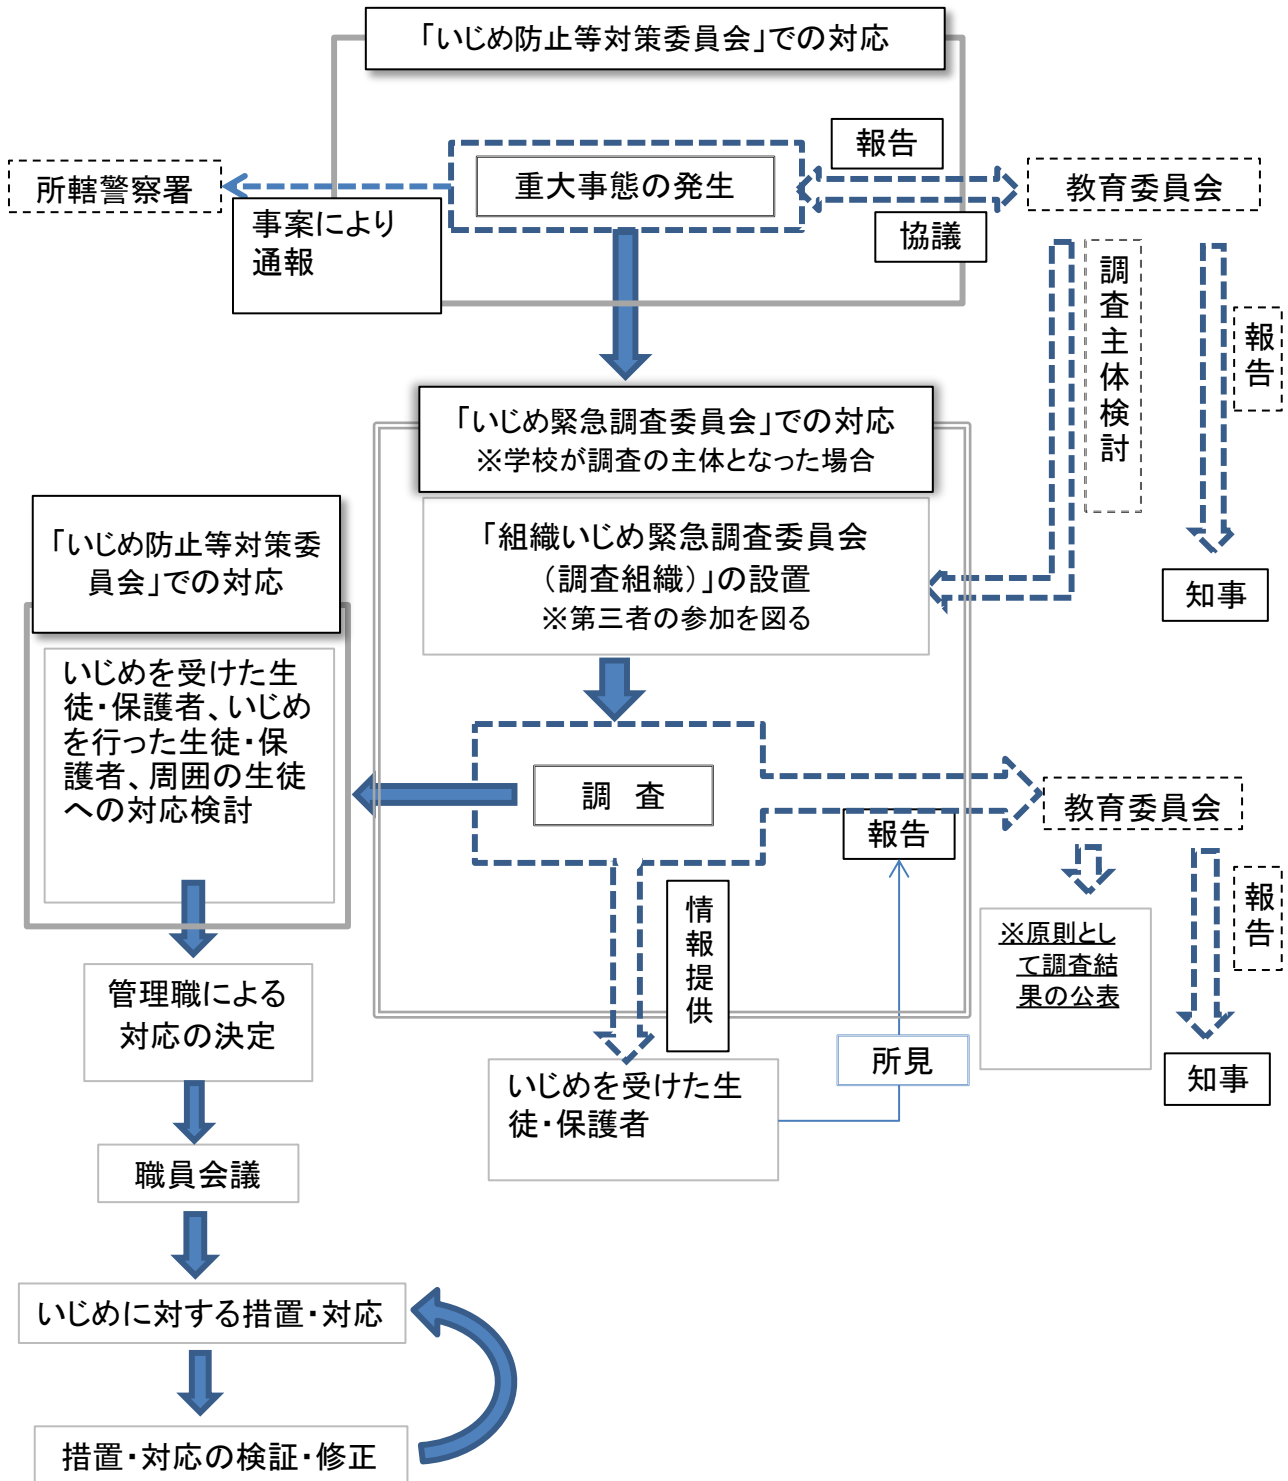 「いじめ防止等対策委員会」での対応
報告
所轄警察署
重大事態の発生
教育委員会
事案により
通報
協議
調査主体検討
報告
「いじめ緊急調査委員会」での対応
※学校が調査の主体となった場合
「組織いじめ緊急調査委員会
（調査組織）」の設置
※第三者の参加を図る
知事
「いじめ防止等対策委
員会」での対応
いじめを受けた生
徒・保護者、いじめ
を行った生徒・保
護者、周囲の生徒
への対応検討
調　査
教育委員会
報告
情報提供
報告
※原則とし
て調査結
果の公表
管理職による
対応の決定
所見
知事
いじめを受けた生
徒・保護者
職員会議
いじめに対する措置・対応
措置・対応の検証・修正